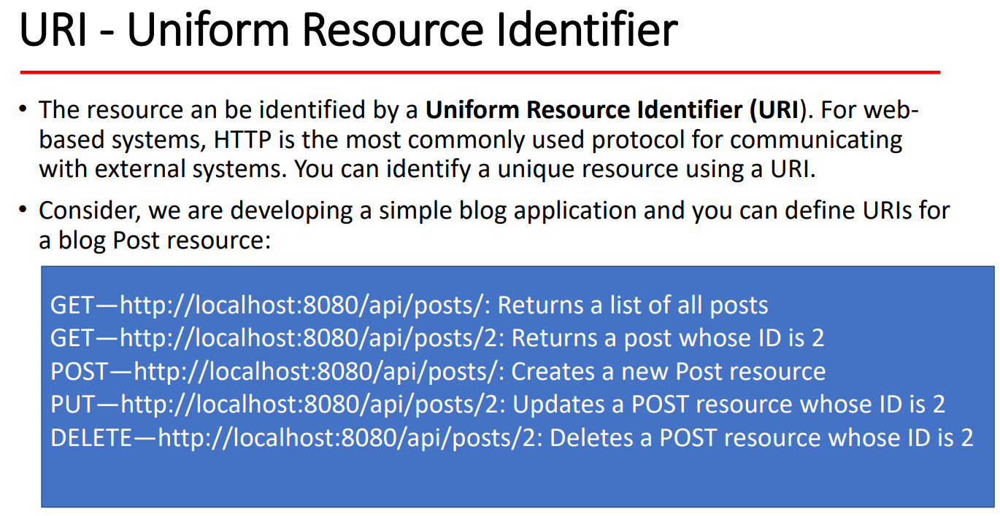 URI - Uniform Resource Identifier
• The resource an be identified by a Uniform Resource Identifier (URI). For web-
based systems, HTTP is the most commonly used protocol for communicating
with external systems. You can identify a unique resource using a URI.
• Consider, we are developing a simple blog application and you can define URIs for
a blog Post resource:
GET—http://localhost:8080/api/posts/: Returns a list of all posts
GET—http://localhost:8080/api/posts/2: Returns a post whose ID is 2
POST—http://localhost:8080/api/posts/: Creates a new Post resource
PUT—http://localhost:8080/api/posts/2: Updates a POST resource whose ID is 2
DELETE—http://localhost:8080/api/posts/2: Deletes a POST resource whose ID is 2